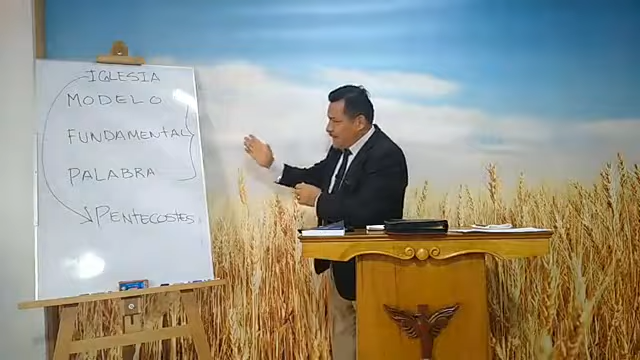 IGLESIA
MODELO
FUNDAMENTAL
PALABRA
PENTECOSTES